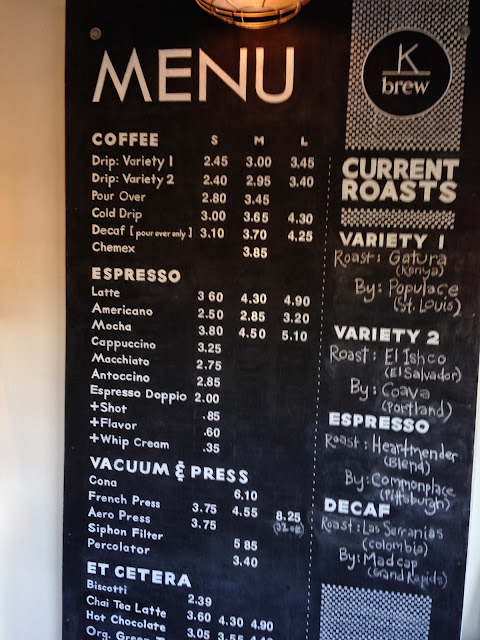 MENU
COFFEE S M L
Drip: Variety 1 2.45 3.00 3.45
Drip: Variety 2 2.40 2.95 3.40
Pour Over 2.80 3.45
Cold Drip 3.00 3.65 4.30
Decaf [pour over only] 3.10 3.70 4.25
Chemex 3.85
ESPRESSO
Latte 3 60 4.30 4.90
Americano 2.50 2.85 3.20
Mocha 3.80 4.50 5.10
Cappuccino 3.25
Macchiato 2.75
Antoccino 2.85
Espresso Doppio 2.00
+Shot .85
+Flavor .60
+Whip Cream .35
VACUUM & PRESS
Cona 6.10
French Press 3.75 4.55 8.25
Aero Press 3.75
Siphon Filter 5 85
Percolator 3.40
ET CETERA
Biscotti 2.39
Chai Tea Latte 3.60 4.30 4.90
Hot Chocolate 3.05 3.55
Org. Green
K
brew
CURRENT
ROASTS
VARIETY 1
Roast: Gatura
(Kenya)
By: Populace
(St. Louis)
VARIETY 2
Roast: El Ishco
(El Salvador)
By: Coava
(Portland)
ESPRESSO
Roast: Heartmender
(Blend)
By: Commonplace
(Pittsburgh)
DECAF
Roast: Las Serranias
(Colombia)
By: Madcap
(Grand Rapids)